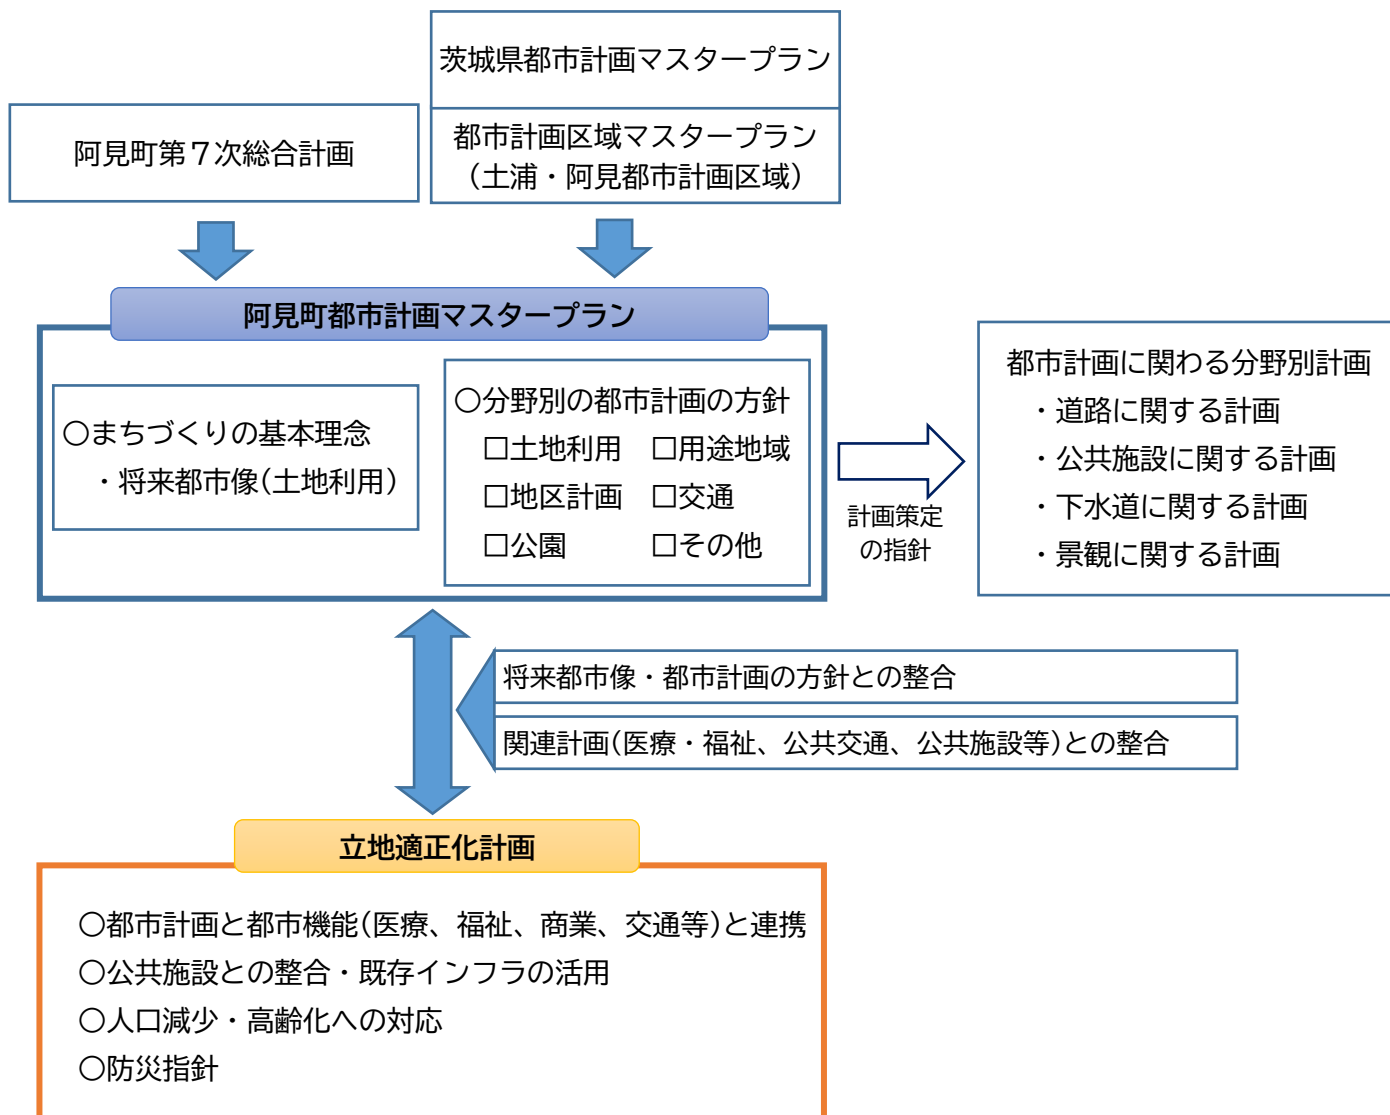 茨城県都市計画マスタープラン
阿見町第７次総合計画
都市計画区域マスタープラン
（土浦・阿見都市計画区域）
阿見町都市計画マスタープラン
〇まちづくりの基本理念
・将来都市像(土地利用)
〇分野別の都市計画の方針
□土地利用　□用途地域
□地区計画　□交通
□公園　□その他
計画策定
の指針
都市計画に関わる分野別計画
・道路に関する計画
・公共施設に関する計画
・下水道に関する計画
・景観に関する計画
将来都市像・都市計画の方針との整合
関連計画(医療・福祉、公共交通、公共施設等)との整合
立地適正化計画
〇都市計画と都市機能(医療、福祉、商業、交通等)と連携
〇公共施設との整合・既存インフラの活用
〇人口減少・高齢化への対応
〇防災指針